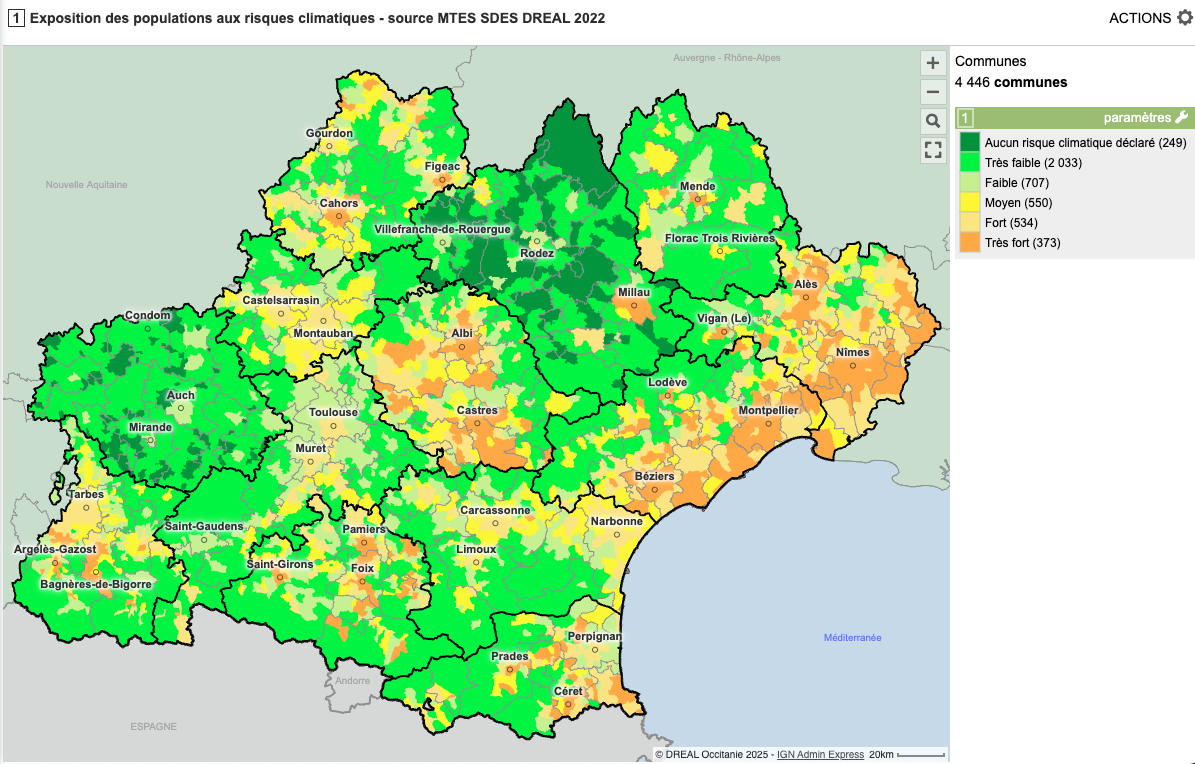 1 Exposition des populations aux risques climatiques - source MTES SDES DREAL 2022
ACTIONS
Communes
4 446 communes
1 paramètres
Aucun risque climatique déclaré (249)
Très faible (2 033)
Faible (707)
Moyen (550)
Fort (534)
Très fort (373)
Auvergne - Rhône-Alpes
+
−
Nouvelle Aquitaine
Gourdon
Figeac
Mende
Cahors
Villefranche-de-Rouergue
Florac Trois Rivières
Rodez
Alès
Millau
Castelsarrasin
Condom
Vigan (Le)
Montauban
Albi
Nîmes
Lodève
Auch
Toulouse
Castres
Montpellier
Mirande
Muret
Béziers
Tarbes
Carcassonne
Narbonne
Saint-Gaudens
Pamiers
Argelès-Gazost
Limoux
Saint-Girons
Foix
Bagnères-de-Bigorre
Perpignan
Méditerranée
Prades
Andorre
Céret
ESPAGNE
© DREAL Occitanie 2025 - IGN Admin Express 20km